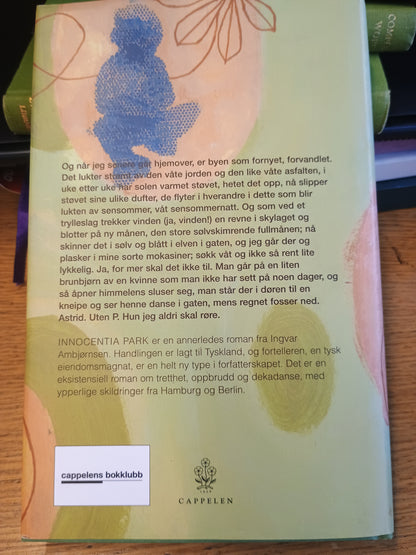 Og når jeg senere går hjemover, er byen som fornyet, forvandlet.
Det lukter stramt av den våte jorden og den like våte asfalten, i
uke etter uke har solen varmet støvet, hetet det opp, nå slipper
støvet sine ulike dufter, de flyter i hverandre i dette som blir
lukten av sensommer, våt sensommernatt. Og som ved et
trylleslag trekker vinden (ja, vinden!) en revne i skylaget og
blotter på ny månen, den store sølvskimrende fullmånen; nå
skinner det i sølv og blått i elven i gaten, og jeg går der og
plasker i mine sorte mokasiner; søkk våt og ikke så rent lite
lykkelig. Ja, for mer skal det ikke til. Man går på en liten
brunbjørn av en kvinne som man ikke har sett på noen dager, og
så åpner himmelens sluser seg, man står der i døren til en
kneipe og ser henne danse i gaten, mens regnet fosser ned.
Astrid. Uten P. Hun jeg aldri skal røre.
INNOCENTIA PARK er en annerledes roman fra Ingvar
Ambjørnsen. Handlingen er lagt til Tyskland, og fortelleren, en tysk
eiendomsmagnat, er en helt ny type i forfatterskapet. Det er en
eksistensiell roman om tretthet, oppbrudd og dekadanse, med
ypperlige skildringer fra Hamburg og Berlin.
cappelens bokklubb
CAPPELEN